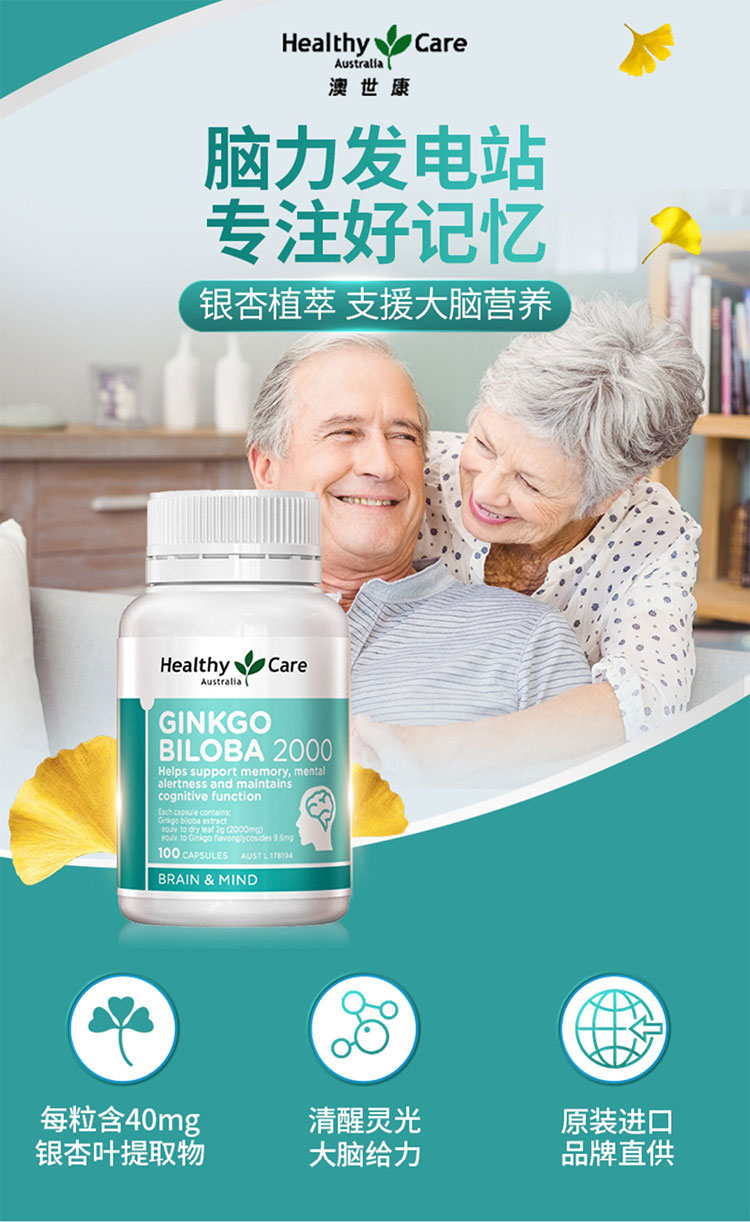 Healthy Care
Australia
澳世康
脑力发电站
专注好记忆
银杏植萃 支援大脑营养
Healthy Care
Australia
GINKGO
BILOBA 2000
Helps support memory, mental
alertness and maintains
cognitive function
Each capsule contains:
Ginkgo biloba extract
equiv. to dry leaf 2g (2000mg)
equiv. to Ginkgo flavonglycosides 9.6mg
100 CAPSULES AUST L 178194
BRAIN & MIND
每粒含40mg
银杏叶提取物
清醒灵光
大脑给力
原装进口
品牌直供